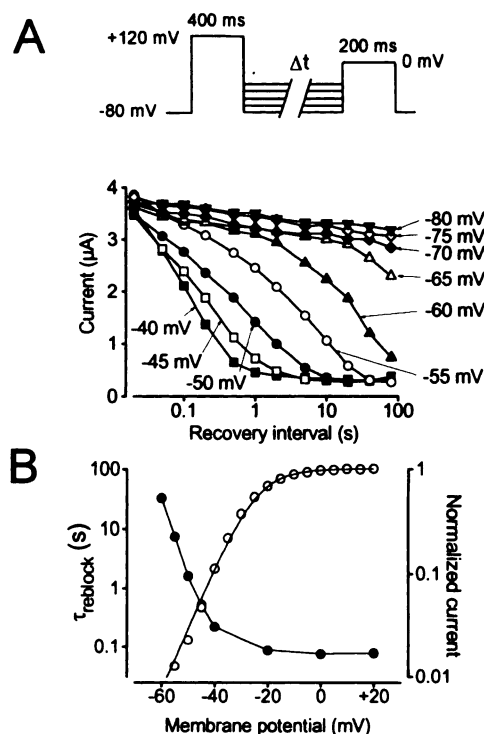 A
400 ms
+120 mV
200 ms
Δt
0 mV
-80 mV
4
3
2
1
0
Current (µA)
-80 mV
-75 mV
-70 mV
-65 mV
-60 mV
-55 mV
-40 mV
-45 mV
-50 mV
0.1
1
10
100
Recovery interval (s)
B
100
10
1
0.1
τreblock (s)
1
0.1
0.01
Normalized current
-60
-40
-20
0
+20
Membrane potential (mV)